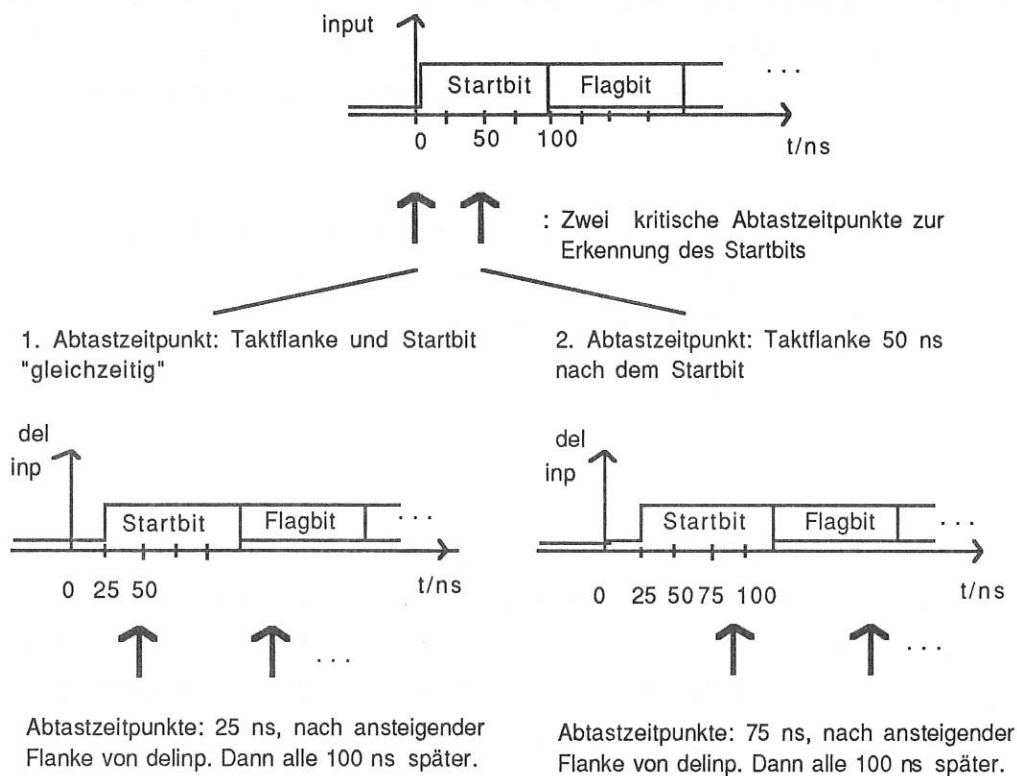 input
Startbit Flagbit . . .
0 50 100
t/ns
: Zwei kritische Abtastzeitpunkte zur
Erkennung des Startbits
1. Abtastzeitpunkt: Taktflanke und Startbit
"gleichzeitig"
2. Abtastzeitpunkt: Taktflanke 50 ns
nach dem Startbit
del
inp
Startbit Flagbit . . .
0 25 50 t/ns
. . .
Abtastzeitpunkte: 25 ns, nach ansteigender
Flanke von delinp. Dann alle 100 ns später.
del
inp
Startbit Flagbit . . .
0 25 50 75 100 t/ns
. . .
Abtastzeitpunkte: 75 ns, nach ansteigender
Flanke von delinp. Dann alle 100 ns später.